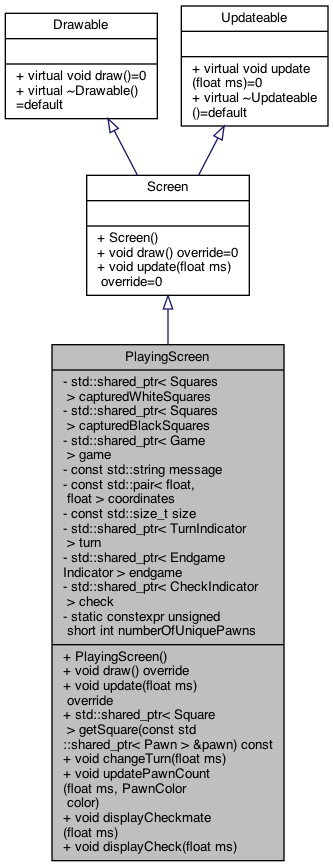 Drawable
+ virtual void draw()=0
+ virtual ~Drawable()
=default
Updateable
+ virtual void update
(float ms)=0
+ virtual ~Updateable
()=default
Screen
+ Screen()
+ void draw() override=0
+ void update(float ms)
override=0
PlayingScreen
- std::shared_ptr< Squares
> capturedWhiteSquares
- std::shared_ptr< Squares
> capturedBlackSquares
- std::shared_ptr< Game
> game
- const std::string message
- const std::pair< float,
float > coordinates
- const std::size_t size
- std::shared_ptr< TurnIndicator
> turn
- std::shared_ptr< Endgame
Indicator > endgame
- std::shared_ptr< CheckIndicator
> check
- static constexpr unsigned
short int numberOfUniquePawns
+ PlayingScreen()
+ void draw() override
+ void update(float ms)
override
+ std::shared_ptr< Square
> getSquare(const std
::shared_ptr< Pawn > &pawn) const
+ void changeTurn(float ms)
+ void updatePawnCount
(float ms, PawnColor
color)
+ void displayCheckmate
(float ms)
+ void displayCheck(float ms)